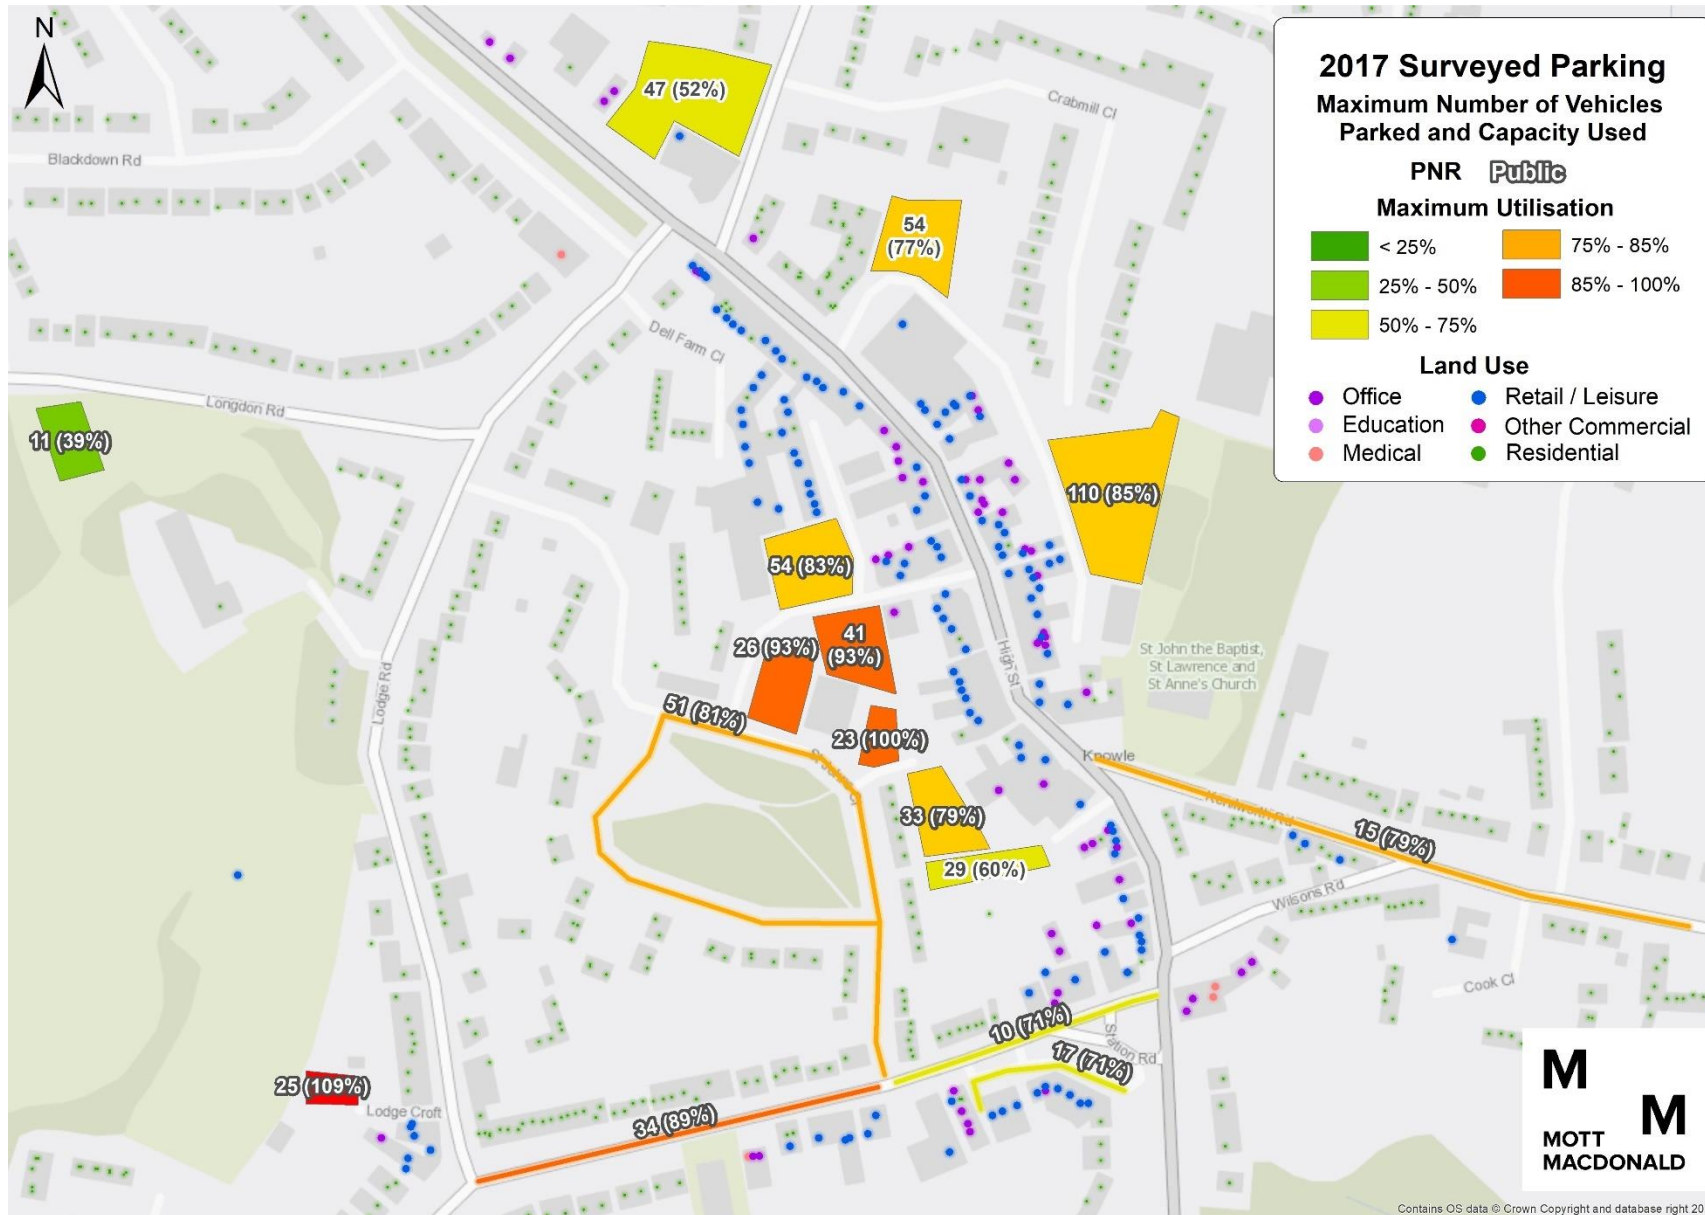 N
2017 Surveyed Parking
Maximum Number of Vehicles
Parked and Capacity Used
PNR Public
Maximum Utilisation
< 25%
75% - 85%
25% - 50%
85% - 100%
50% - 75%
Land Use
Office
Retail / Leisure
Education
Other Commercial
Medical
Residential
47 (52%)
Crabmill Cl
Blackdown Rd
54
(77%)
Dell Farm Cl
Longdon Rd
11 (39%)
110 (85%)
54 (83%)
41
(93%)
26 (93%)
High St
St John the Baptist,
St Lawrence and
St Anne's Church
Lodge Rd
51 (81%)
23 (100%)
St Johns Cl
Knowle
Kenilworth Rd
33 (79%)
15 (79%)
29 (60%)
Wilsons Rd
Cook Cl
10 (71%)
Station Rd
17 (71%)
25 (109%)
Lodge Croft
34 (89%)
M
M
MOTT
MACDONALD
Contains OS data © Crown Copyright and database right 20